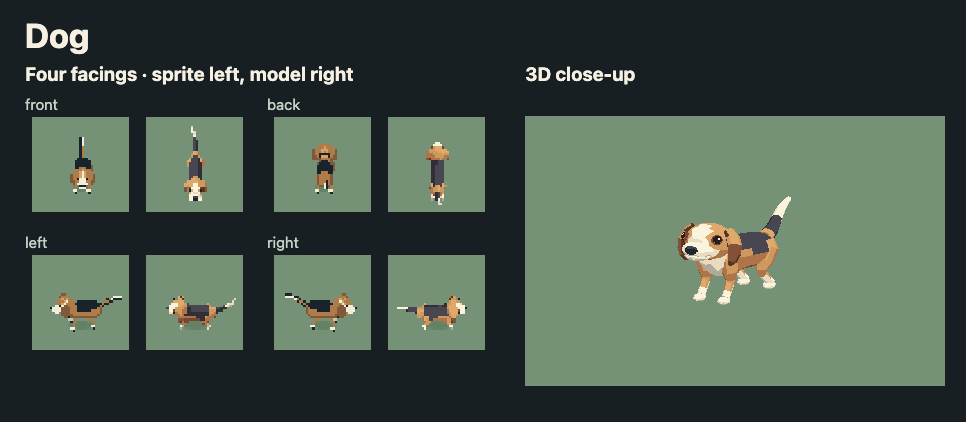 Dog
Four facings · sprite left, model right
3D close-up
front
back
left
right